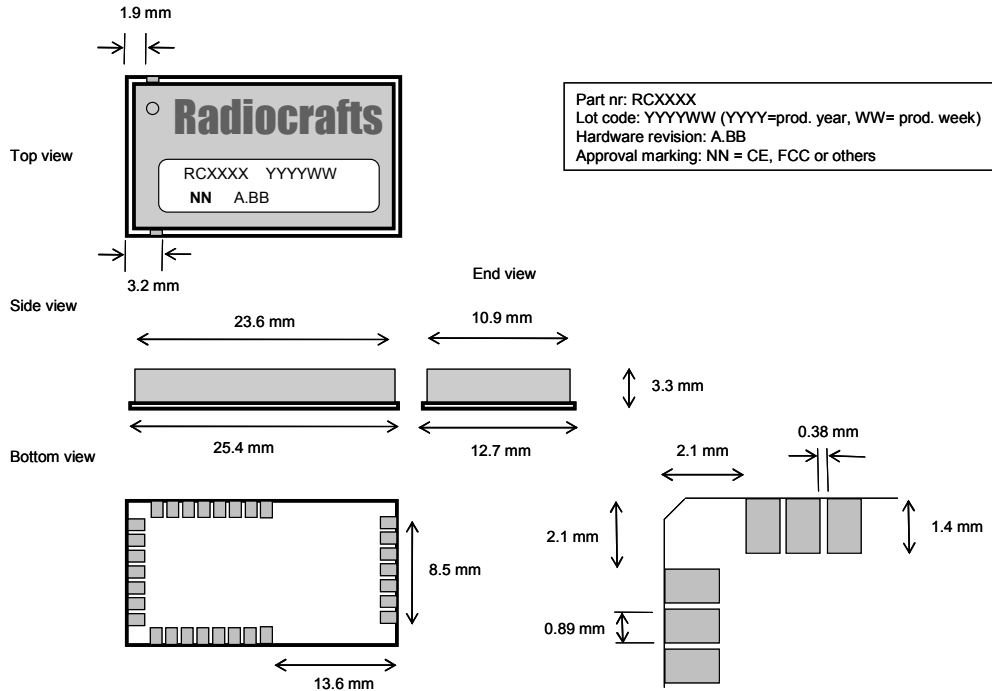 1.9 mm
Radiocrafts
Part nr: RCXXXX
Lot code: YYYYWW (YYYY=prod. year, WW= prod. week)
Hardware revision: A.BB
Approval marking: NN = CE, FCC or others
Top view
RCXXXX YYYYWW
NN A.BB
3.2 mm
End view
Side view
23.6 mm
10.9 mm
3.3 mm
25.4 mm
12.7 mm
0.38 mm
2.1 mm
Bottom view
2.1 mm
1.4 mm
8.5 mm
0.89 mm
13.6 mm